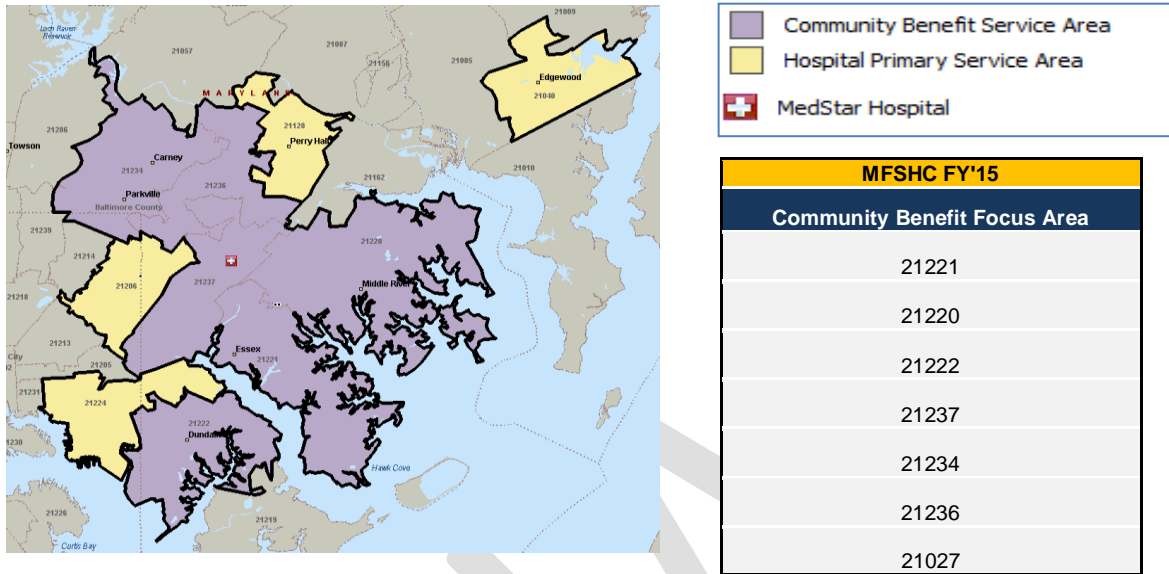 Loch Raven
Reservoir
21057
21087
21009
21156
21085
Edgewood
21040
MARYLAND
21128
Perry Hall
21286
Towson
Carney
21234
21236
21162
21010
Parkville
Baltimore County
21239
21214
21220
21206
21237
Middle River
21218
21213
City
Essex
21221
21205
21231
21224
21222
Dundalk
21230
Hawk Cove
21226
21219
Curtis Bay
Community Benefit Service Area
Hospital Primary Service Area
MedStar Hospital
MFSHC FY'15
Community Benefit Focus Area
21221
21220
21222
21237
21234
21236
21027